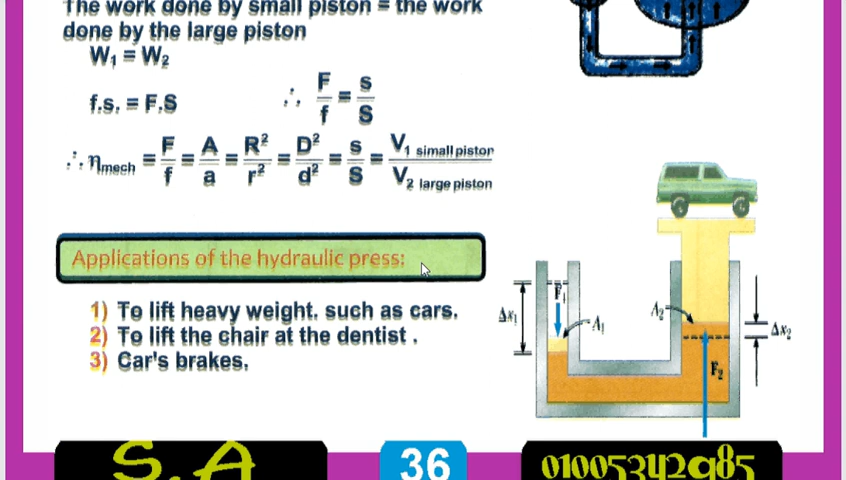 The work done by small piston = the work
done by the large piston
W₁ = W₂
f.s. = F.S ∴ F/f = s/S
∴ ηmech = F/f = A/a = R²/r² = D²/d² = s/S = V₁ simall piston / V₂ large piston
Applications of the hydraulic press:
1) To lift heavy weight. such as cars.
2) To lift the chair at the dentist .
3) Car's brakes.
Δx₁
F₁
A₁
A₂
Δx₂
F₂
S.A
36
01005342985